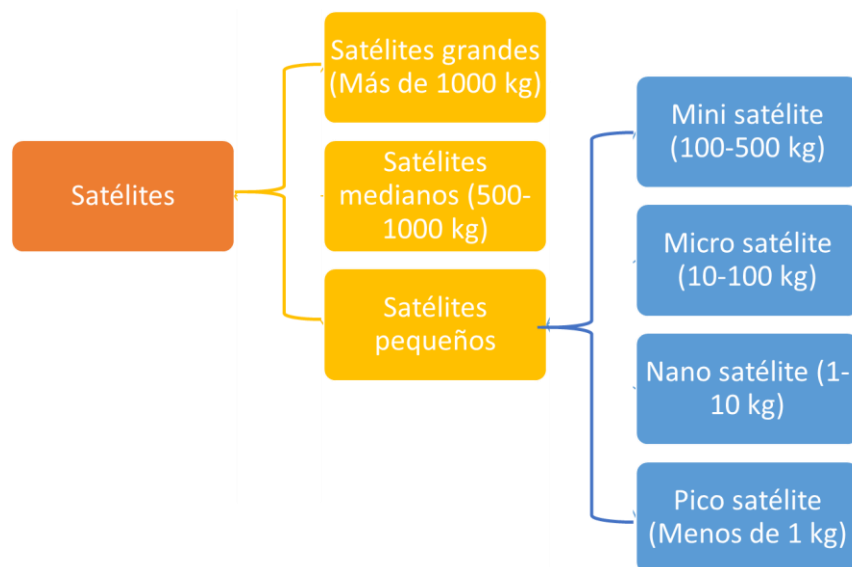 Satélites
Satélites grandes
(Más de 1000 kg)
Satélites
medianos (500-
1000 kg)
Satélites
pequeños
Mini satélite
(100-500 kg)
Micro satélite
(10-100 kg)
Nano satélite (1-
10 kg)
Pico satélite
(Menos de 1 kg)